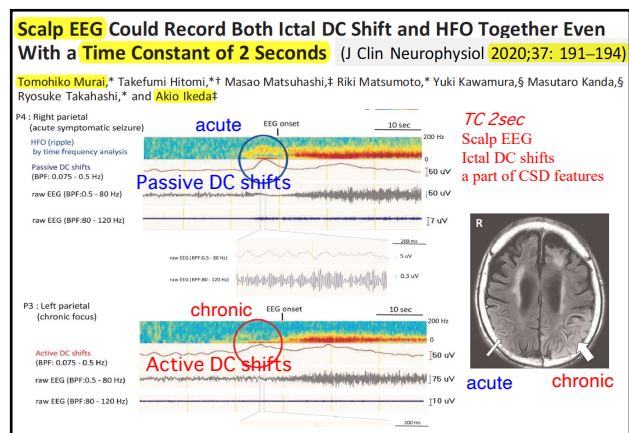 Scalp EEG Could Record Both Ictal DC Shift and HFO Together Even
With a Time Constant of 2 Seconds (J Clin Neurophysiol 2020;37: 191–194)
Tomohiko Murai,* Takefumi Hitomi,*† Masao Matsuhashi,‡ Riki Matsumoto,* Yuki Kawamura,§ Masutaro Kanda,§
Ryosuke Takahashi,* and Akio Ikeda‡
P4 : Right parietal
(acute symptomatic seizure)
acute
EEG onset
10 sec
HFO (ripple)
by time frequency analysis
200 Hz
0
Passive DC shifts
(BPF: 0.075 - 0.5 Hz)
Passive DC shifts
50 uV
raw EEG (BPF:0.5 - 80 Hz)
50 uV
raw EEG (BPF:80 - 120 Hz)
7 uV
200 ms
raw EEG (BPF:0.5 - 80 Hz)
5 uV
raw EEG (BPF:80 - 120Hz)
0.3 uV
P3 : Left parietal
(chronic focus)
chronic
EEG onset
10 sec
200 Hz
0
Active DC shifts
(BPF: 0.075 - 0.5 Hz)
Active DC shifts
50 uV
raw EEG (BPF:0.5 - 80 Hz)
75 uV
raw EEG (BPF:80 - 120 Hz)
10 uV
200 ms
TC 2sec
Scalp EEG
Ictal DC shifts
a part of CSD features
R
acute
chronic